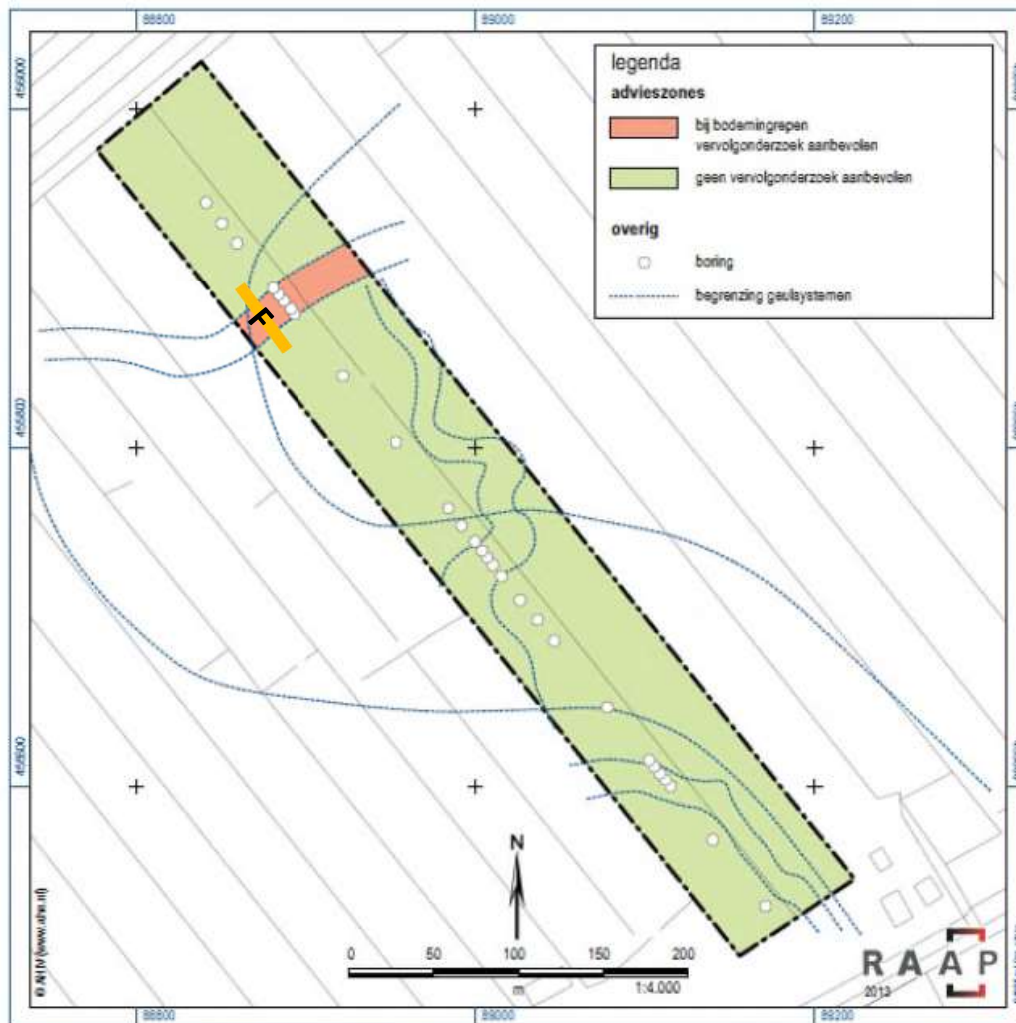 88800 89000 89200
legenda
advieszones
bij bodemingrepen
vervolgonderzoek aanbevolen
geen vervolgonderzoek aanbevolen
overig
boring
begrenzing geulsystemen
456000
455800
455600
F
N
0 50 100 150 200
m
1:4.000
RAAP
2013
88800 89000 89200